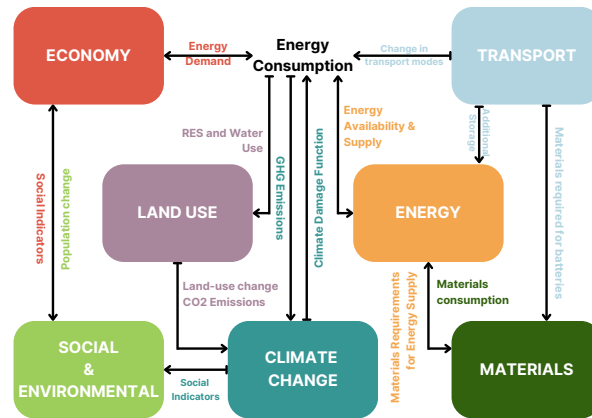 ECONOMY
Energy
Demand
Energy
Consumption
Change in
transport modes
TRANSPORT
RES and Water
Use
GHG Emissions
Climate Damage Function
Energy
Availability &
Supply
Additional
Storage
Materials required for batteries
Social Indicators
Population change
LAND USE
ENERGY
Land-use change
CO2 Emissions
Materials Requirements
for Energy Supply
Materials
consumption
SOCIAL
&
ENVIRONMENTAL
Social
Indicators
CLIMATE
CHANGE
MATERIALS